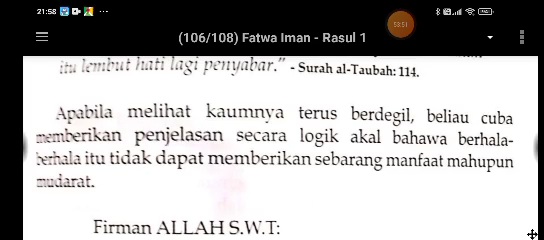 21:58
53:51
(106/108) Fatwa Iman - Rasul 1
itu lembut hati lagi penyabar." - Surah al-Taubah: 114.
Apabila melihat kaumnya terus berdegil, beliau cuba
memberikan penjelasan secara logik akal bahawa berhala-
berhala itu tidak dapat memberikan sebarang manfaat mahupun
mudarat.
Firman ALLAH S.W.T: